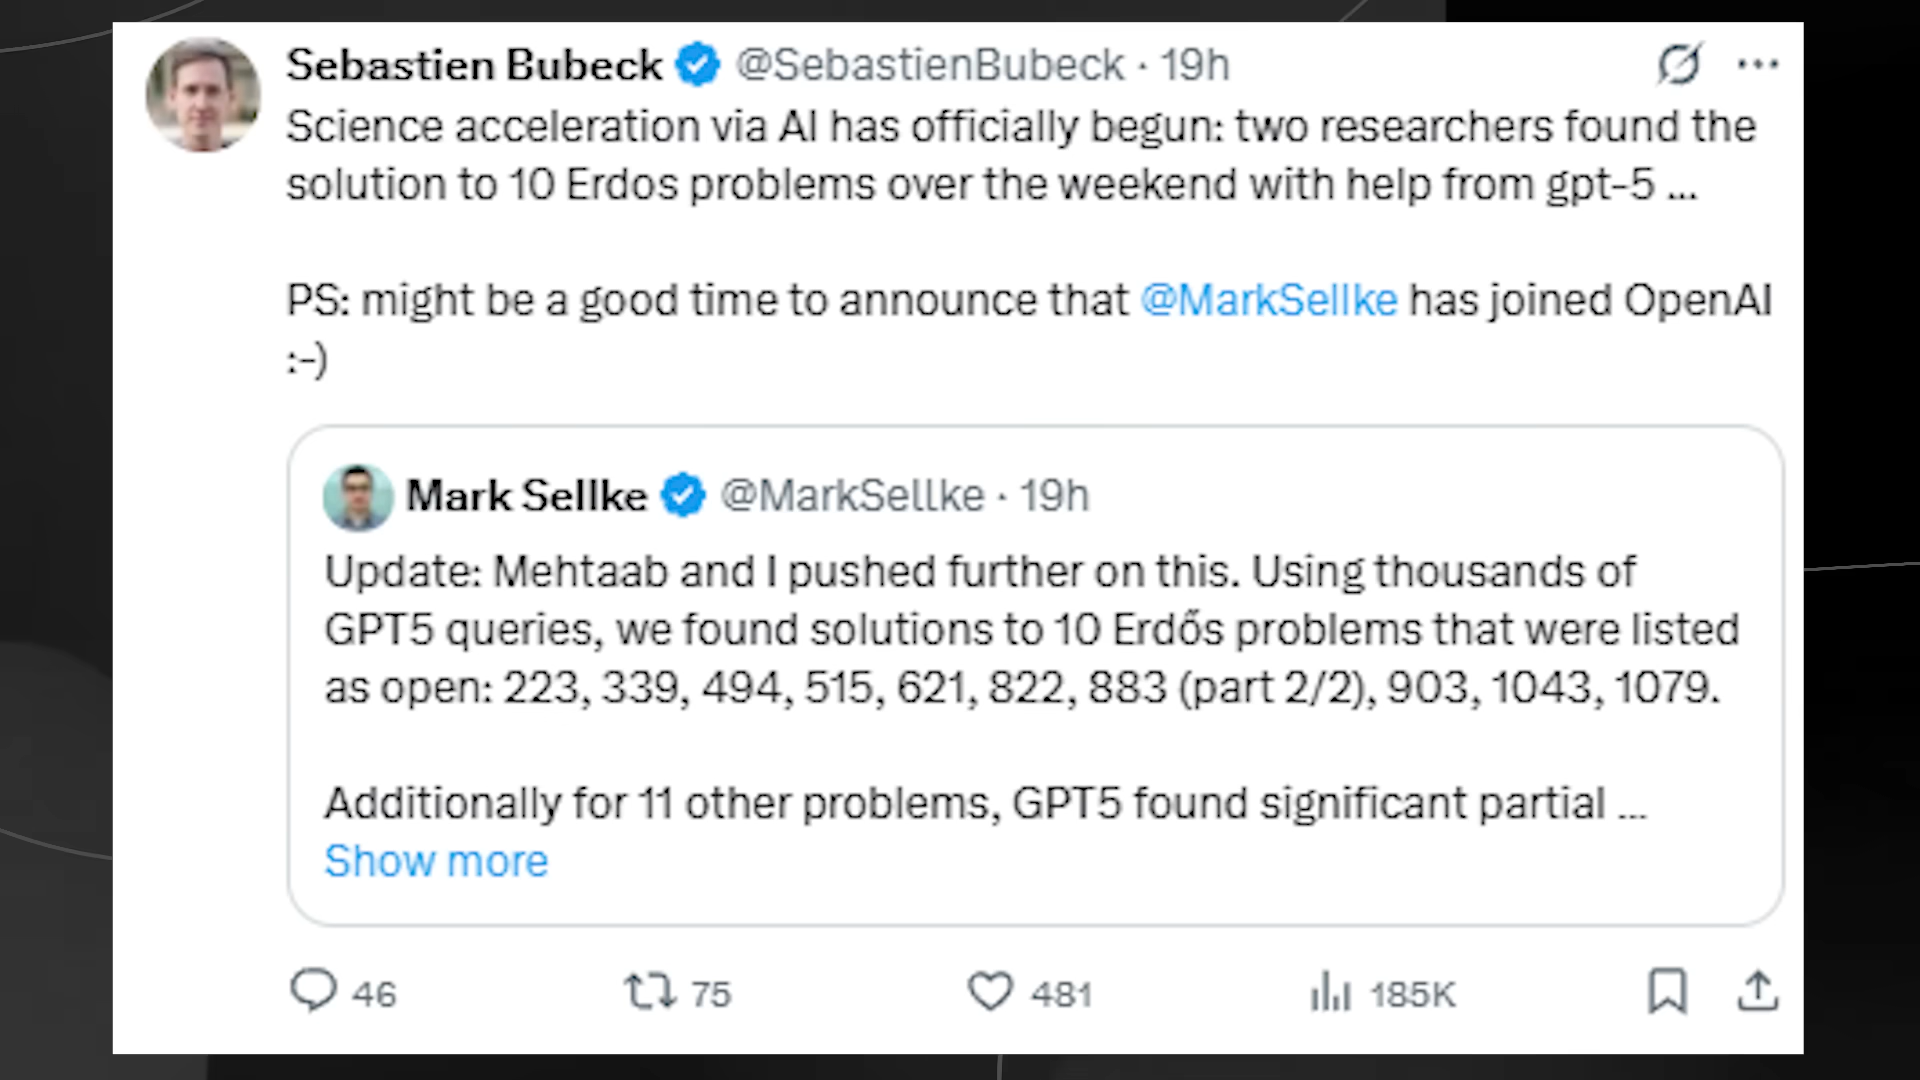 Sebastien Bubeck @SebastienBubeck · 19h
Science acceleration via AI has officially begun: two researchers found the
solution to 10 Erdos problems over the weekend with help from gpt-5 ...
PS: might be a good time to announce that @MarkSellke has joined OpenAI
:-)
Mark Sellke @MarkSellke · 19h
Update: Mehtaab and I pushed further on this. Using thousands of
GPT5 queries, we found solutions to 10 Erdős problems that were listed
as open: 223, 339, 494, 515, 621, 822, 883 (part 2/2), 903, 1043, 1079.
Additionally for 11 other problems, GPT5 found significant partial ...
Show more
46 75 481 185K